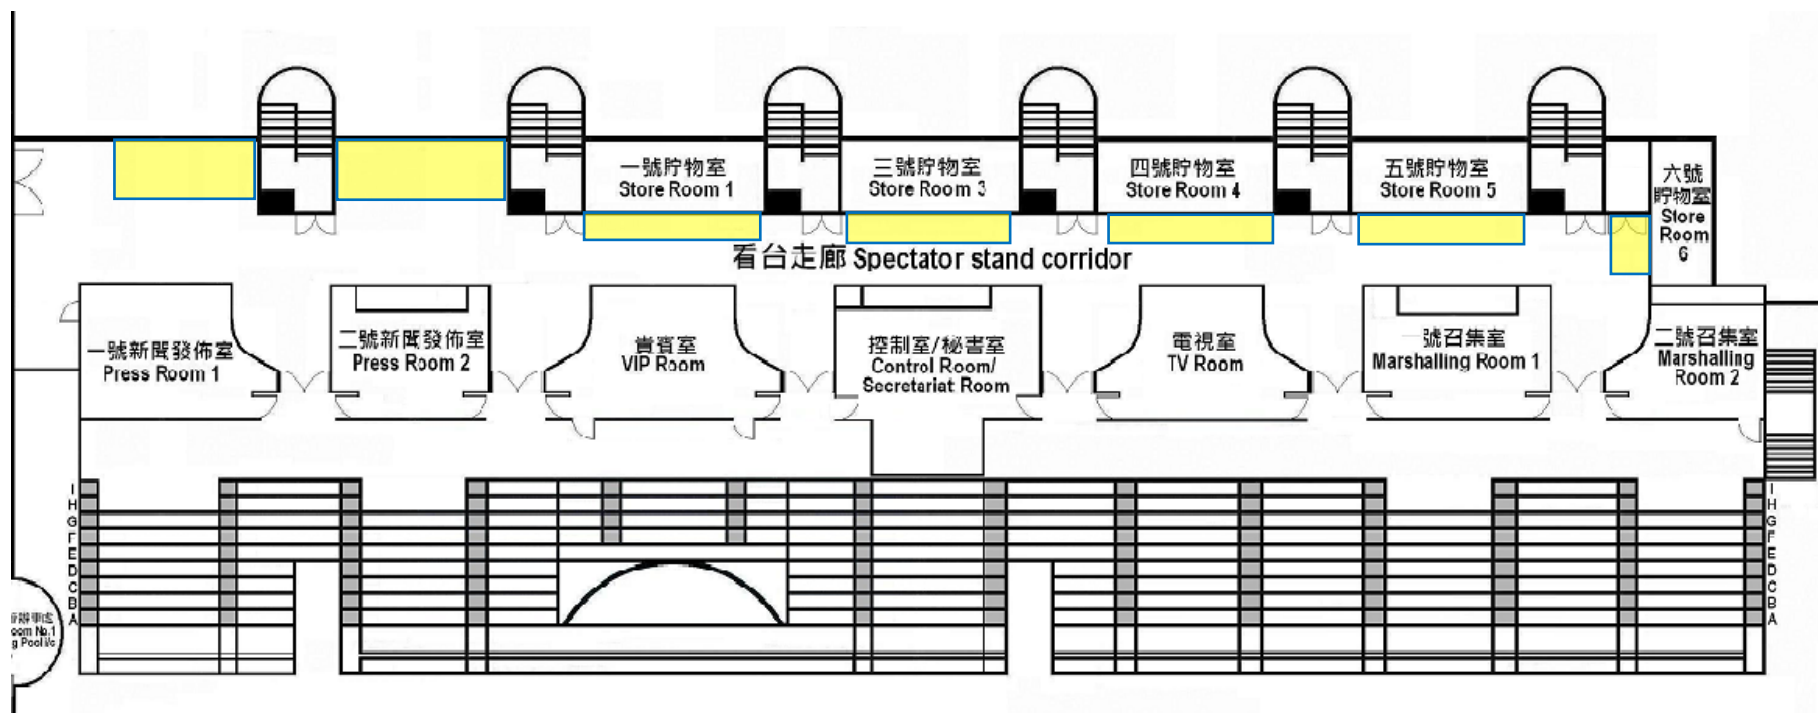 一號貯物室
Store Room 1
三號貯物室
Store Room 3
四號貯物室
Store Room 4
五號貯物室
Store Room 5
六號
貯物室
Store
Room
6
看台走廊 Spectator stand corridor
一號新聞發佈室
Press Room 1
二號新聞發佈室
Press Room 2
貴賓室
VIP Room
控制室/秘書室
Control Room/
Secretariat Room
電視室
TV Room
一號召集室
Marshalling Room 1
二號召集室
Marshalling
Room 2
I
H
G
F
E
D
C
B
A
I
H
G
F
E
D
C
B
A
oom No.1
g Pool